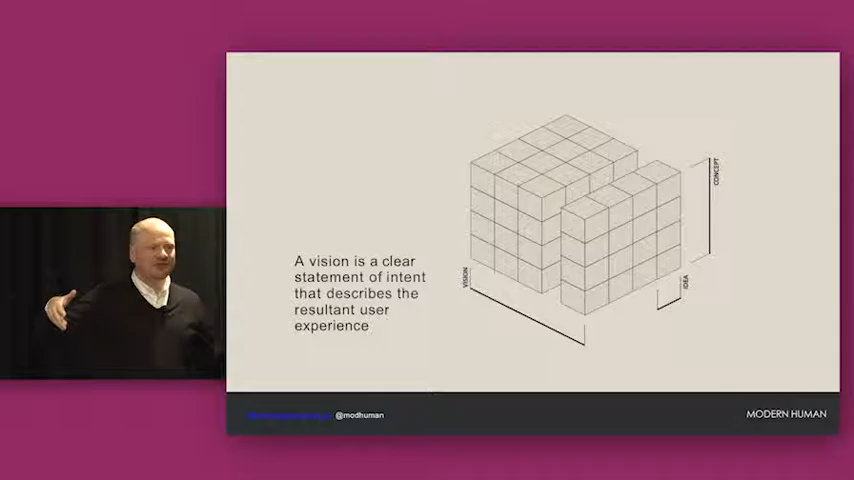 A vision is a clear
statement of intent
that describes the
resultant user
experience
VISION
CONCEPT
IDEA
@modhuman
MODERN HUMAN